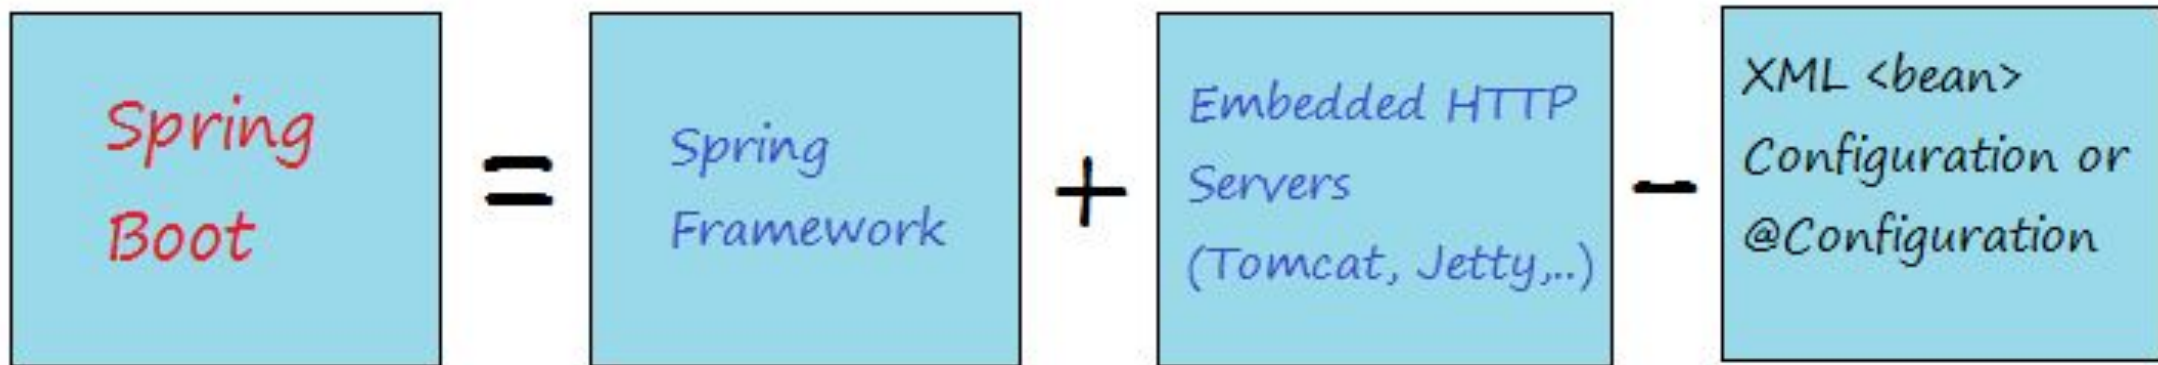 Spring
Boot
=
Spring
Framework
+
Embedded HTTP
Servers
(Tomcat, Jetty,..)
-
XML <bean>
Configuration or
@Configuration